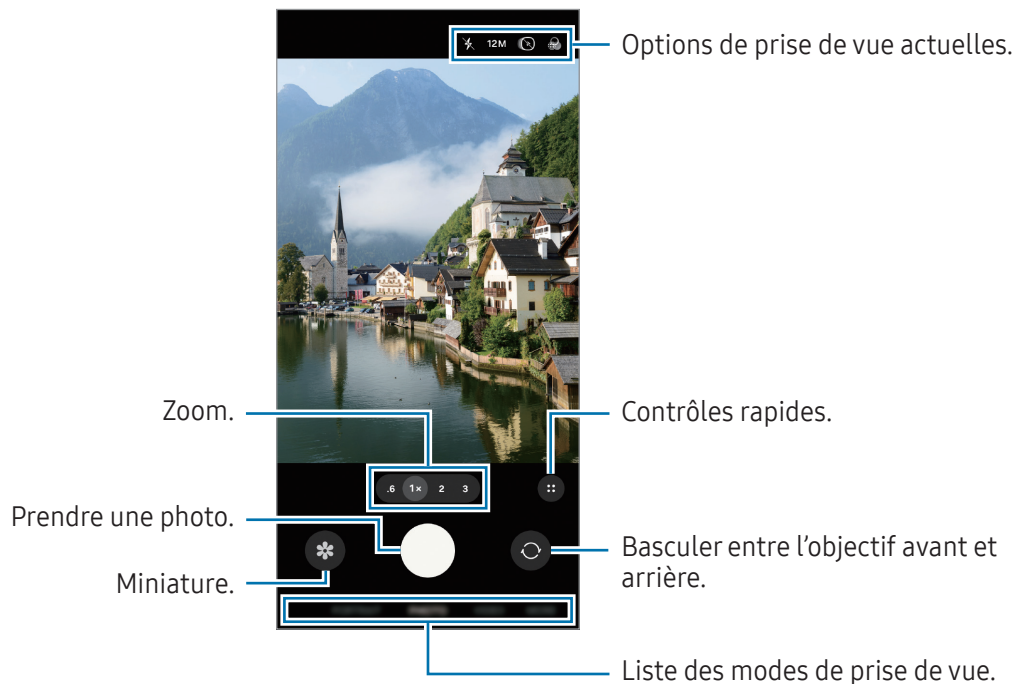 12M
Options de prise de vue actuelles.
Zoom.
Contrôles rapides.
.6 1× 2 3
Prendre une photo.
Basculer entre l'objectif avant et
arrière.
Miniature.
Liste des modes de prise de vue.